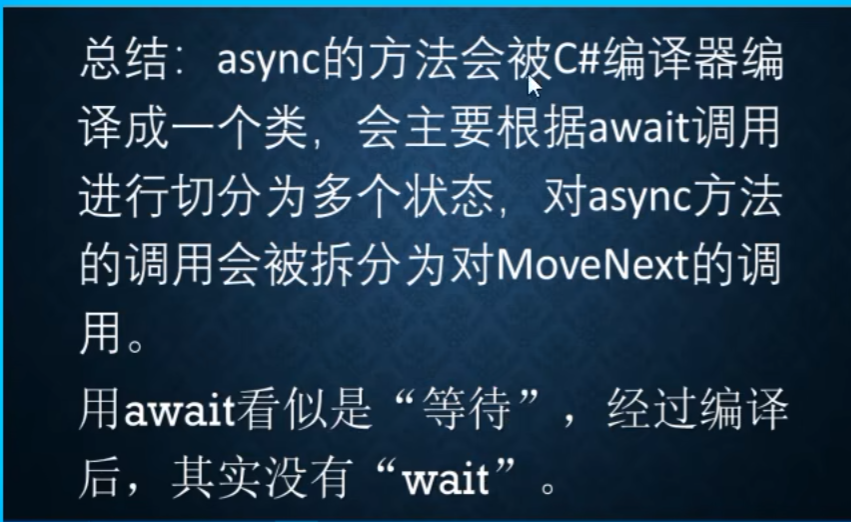 总结：async的方法会被C#编译器编
译成一个类，会主要根据await调用
进行切分为多个状态，对async方法
的调用会被拆分为对MoveNext的调
用。
用await看似是“等待”，经过编译
后，其实没有“wait”。